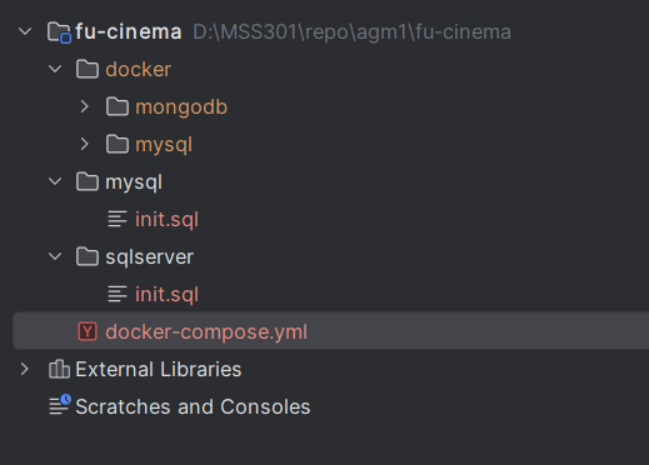 fu-cinema D:\MSS301\repo\agm1\fu-cinema
docker
mongodb
mysql
mysql
init.sql
sqlserver
init.sql
Y docker-compose.yml
External Libraries
Scratches and Consoles